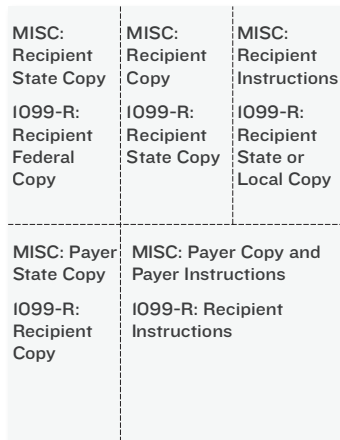 MISC:
Recipient
State Copy
1099-R:
Recipient
Federal
Copy
MISC:
Recipient
Copy
1099-R:
Recipient
State Copy
MISC:
Recipient
Instructions
1099-R:
Recipient
State or
Local Copy
MISC: Payer
State Copy
1099-R:
Recipient
Copy
MISC: Payer Copy and
Payer Instructions
1099-R: Recipient
Instructions